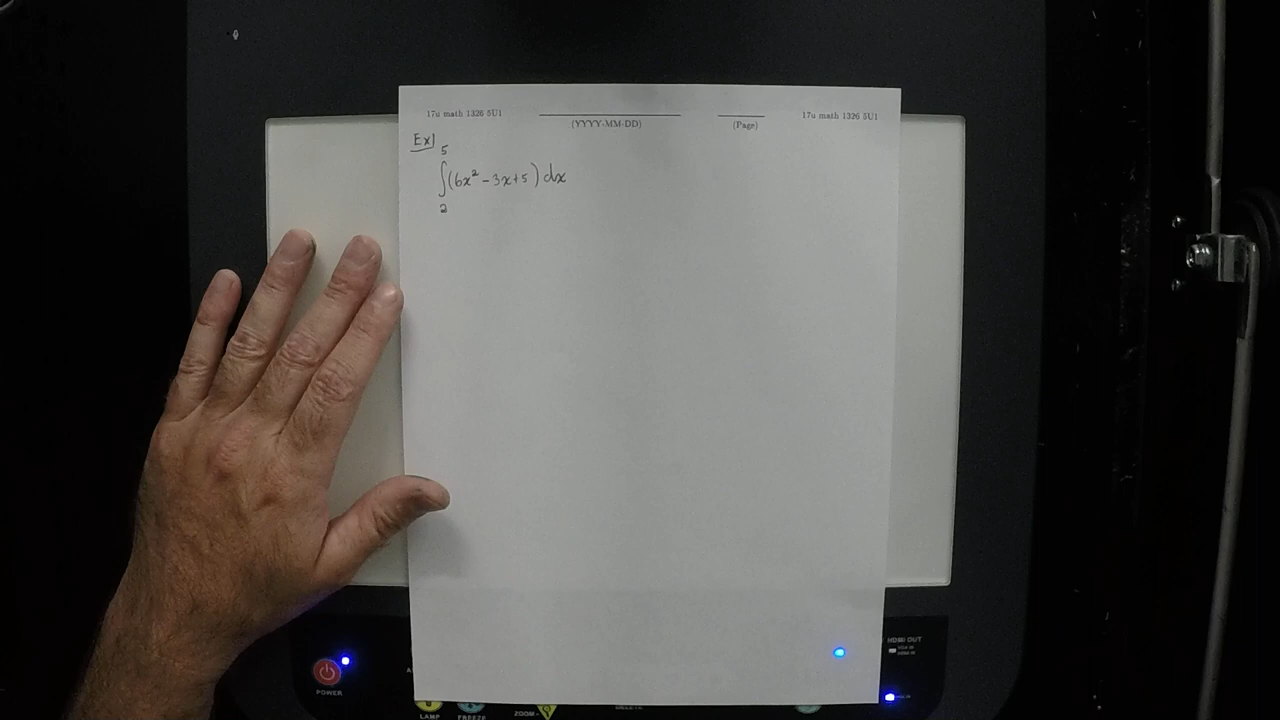 17u math 1326 5U1 (YYYY-MM-DD) (Page) 17u math 1326 5U1
Ex1
5
∫(6x² - 3x + 5) dx
2
POWER
LAMP FREEZE ZOOM-
HDMI OUT